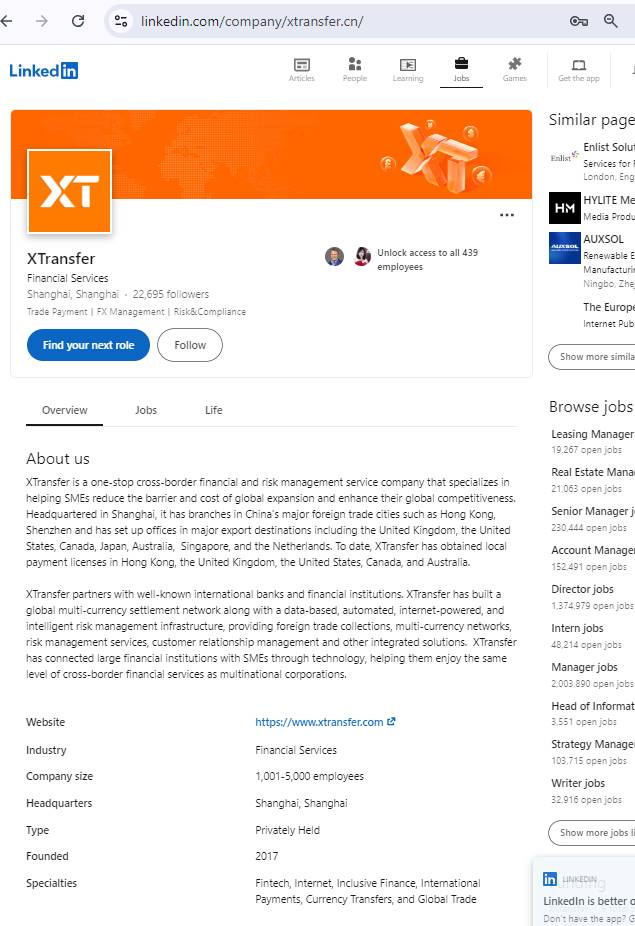 linkedin.com/company/xtransfer.cn/
Linked in
Articles
People
Learning
Jobs
Games
Get the app
XT
XT
XTransfer
Financial Services
Shanghai, Shanghai · 22,695 followers
Trade Payment | FX Management | Risk&Compliance
Unlock access to all 439
employees
Find your next role
Follow
Overview
Jobs
Life
About us
XTransfer is a one-stop cross-border financial and risk management service company that specializes in
helping SMEs reduce the barrier and cost of global expansion and enhance their global competitiveness.
Headquartered in Shanghai, it has branches in China's major foreign trade cities such as Hong Kong,
Shenzhen and has set up offices in major export destinations including the United Kingdom, the United
States, Canada, Japan, Australia, Singapore, and the Netherlands. To date, XTransfer has obtained local
payment licenses in Hong Kong, the United Kingdom, the United States, Canada, and Australia.
XTransfer partners with well-known international banks and financial institutions. XTransfer has built a
global multi-currency settlement network along with a data-based, automated, internet-powered, and
intelligent risk management infrastructure, providing foreign trade collections, multi-currency networks,
risk management services, customer relationship management and other integrated solutions. XTransfer
has connected large financial institutions with SMEs through technology, helping them enjoy the same
level of cross-border financial services as multinational corporations.
Website https://www.xtransfer.com
Industry Financial Services
Company size 1,001-5,000 employees
Headquarters Shanghai, Shanghai
Type Privately Held
Founded 2017
Specialties Fintech, Internet, Inclusive Finance, International
Payments, Currency Transfers, and Global Trade
Similar page
Enlist
Enlist Solu
Services for
London, Eng
HM
HYLITE Me
Media Produ
AUXSOL
AUXSOL
Renewable E
Manufacturin
Ningbo, Zhe
The Europe
Internet Pub
Show more simila
Browse jobs
Leasing Manager
19,267 open jobs
Real Estate Mana
21,063 open jobs
Senior Manager j
230,444 open jobs
Account Manage
152,491 open jobs
Director jobs
1,374,979 open jobs
Intern jobs
48,214 open jobs
Manager jobs
2,003,890 open jobs
Head of Informat
3,551 open jobs
Strategy Manage
103,715 open jobs
Writer jobs
32,916 open jobs
Show more jobs li
Funding
in LINKEDIN
LinkedIn is better o
Don't have the app? G